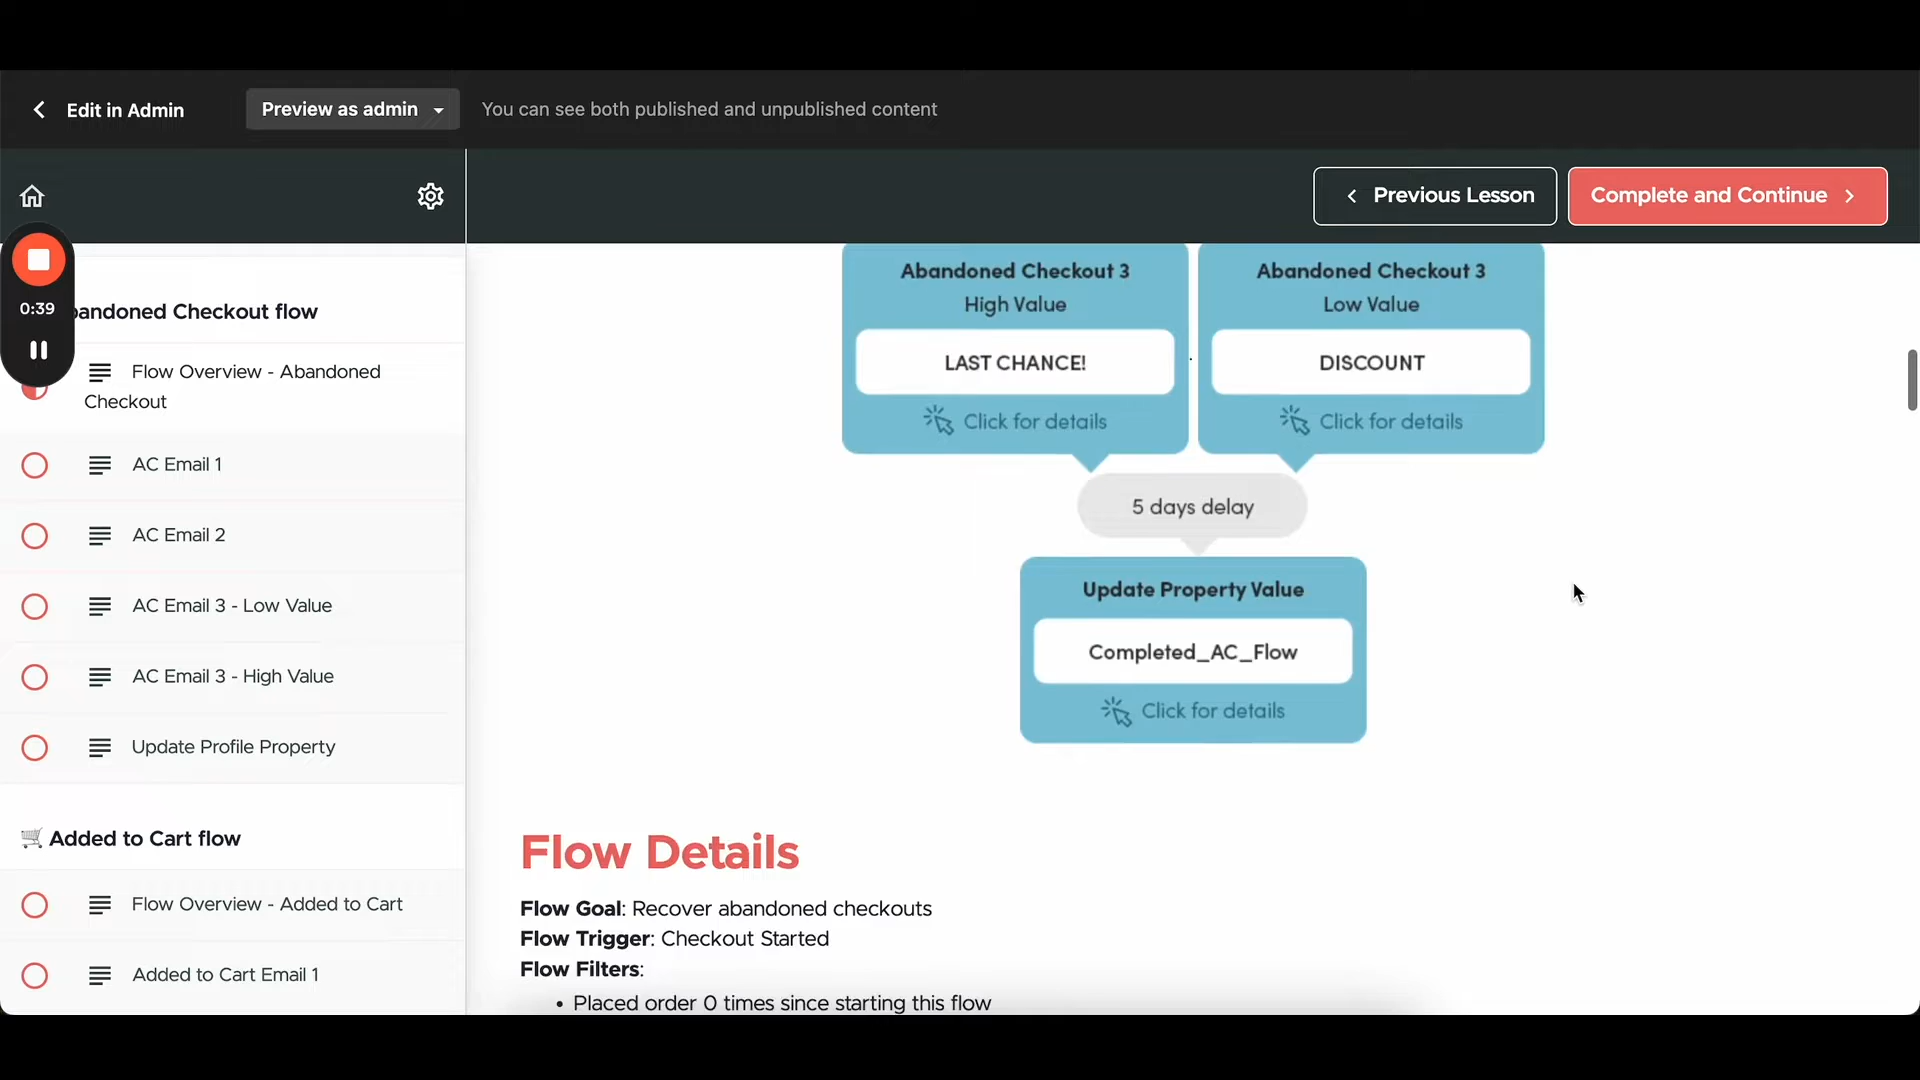 Edit in Admin
Preview as admin
You can see both published and unpublished content
Previous Lesson
Complete and Continue
0:39
bandoned Checkout flow
Flow Overview - Abandoned
Checkout
AC Email 1
AC Email 2
AC Email 3 - Low Value
AC Email 3 - High Value
Update Profile Property
Added to Cart flow
Flow Overview - Added to Cart
Added to Cart Email 1
Abandoned Checkout 3
High Value
LAST CHANCE!
Click for details
Abandoned Checkout 3
Low Value
DISCOUNT
Click for details
5 days delay
Update Property Value
Completed_AC_Flow
Click for details
Flow Details
Flow Goal: Recover abandoned checkouts
Flow Trigger: Checkout Started
Flow Filters:
• Placed order 0 times since starting this flow